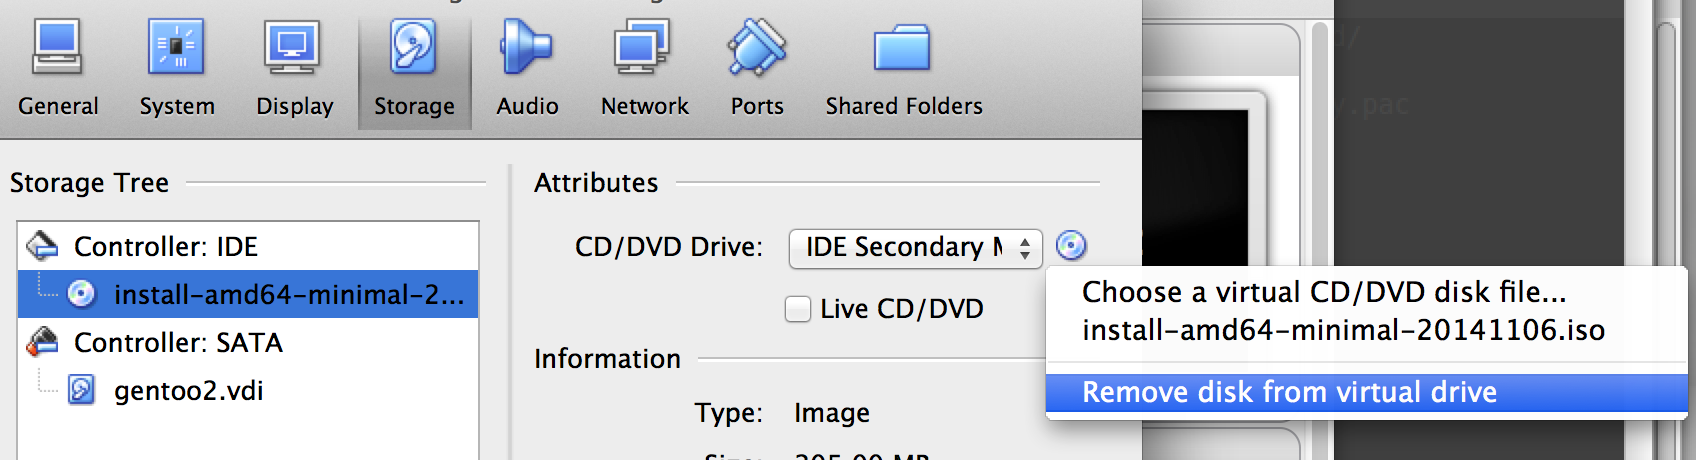 General System Display Storage Audio Network Ports Shared Folders
Storage Tree
Controller: IDE
install-amd64-minimal-2...
Controller: SATA
gentoo2.vdi
Attributes
CD/DVD Drive: IDE Secondary
Live CD/DVD
Information
Type: Image
Choose a virtual CD/DVD disk file...
install-amd64-minimal-20141106.iso
Remove disk from virtual drive
y.pac